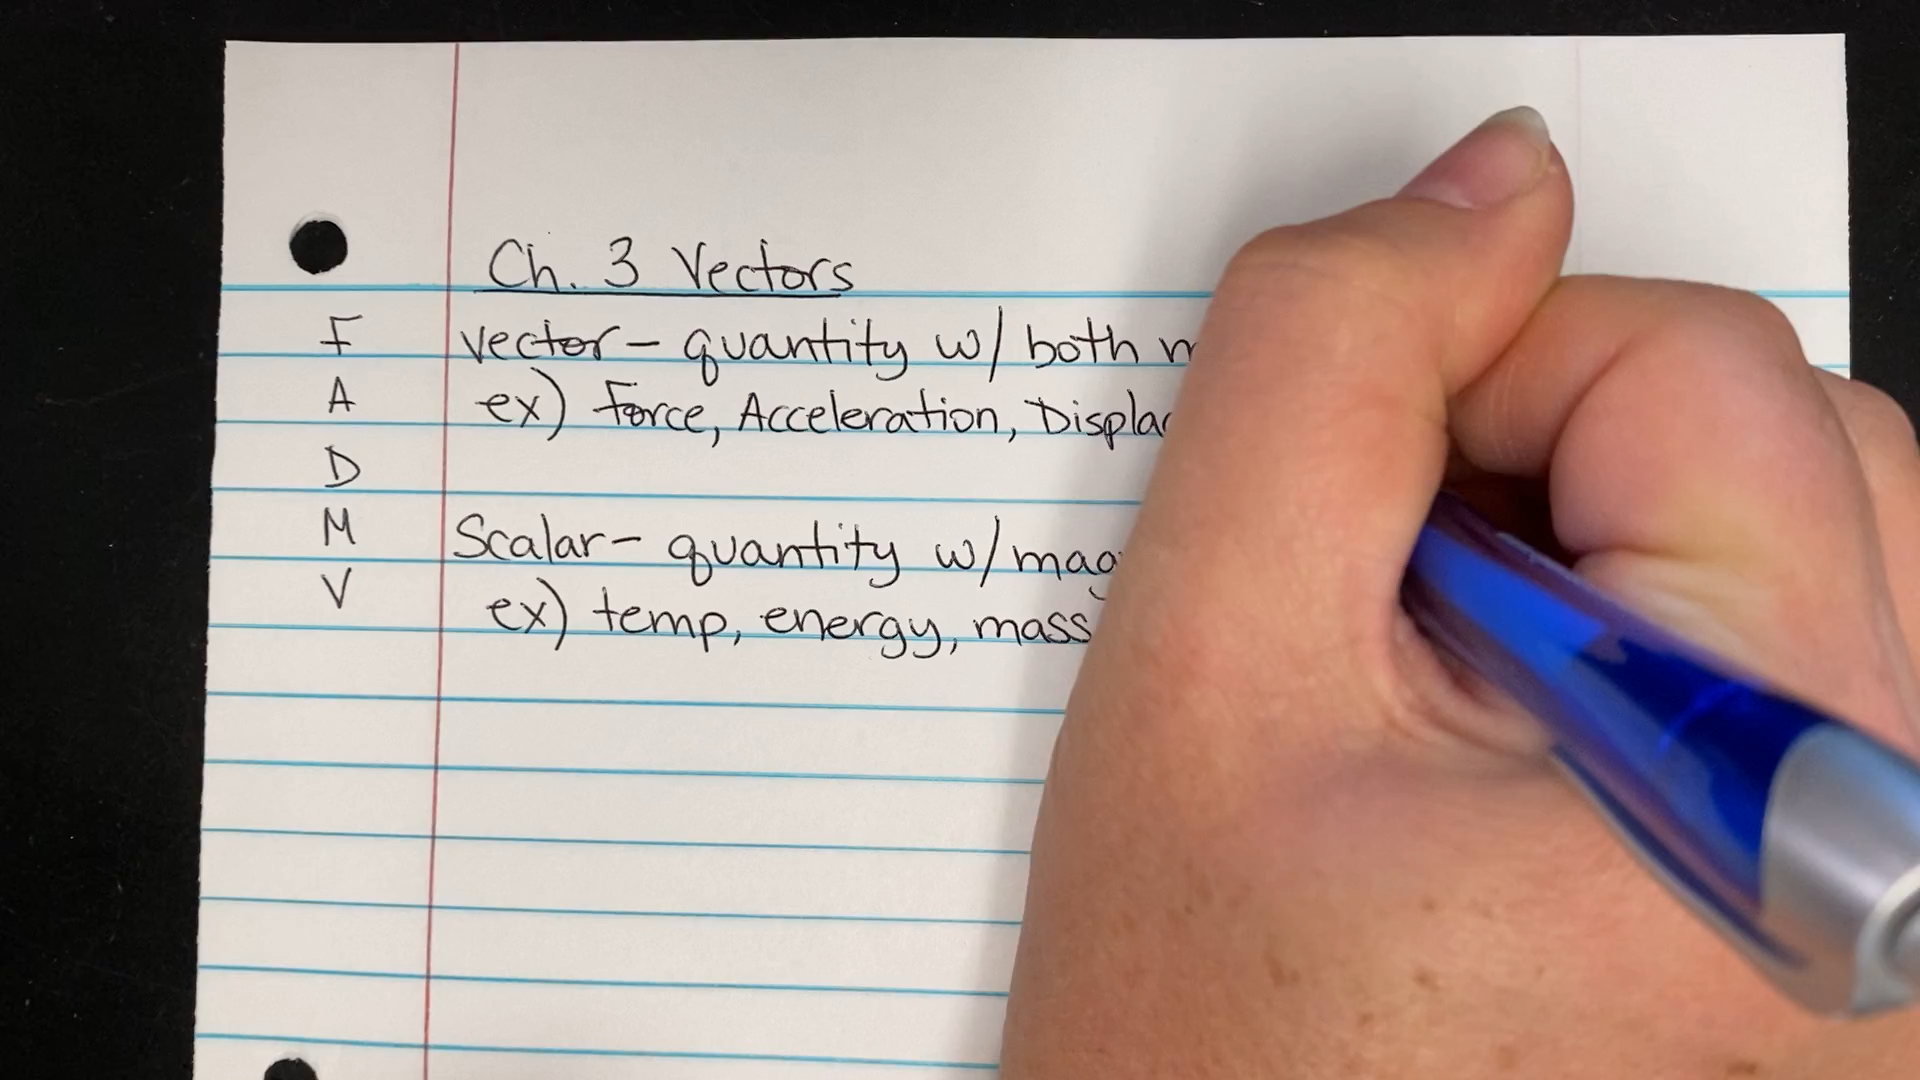 Ch. 3 Vectors
F
vector - quantity w/ both
A
ex) Force, Acceleration,
D
M
Scalar - quantity w/
V
ex) temp, energy, mass